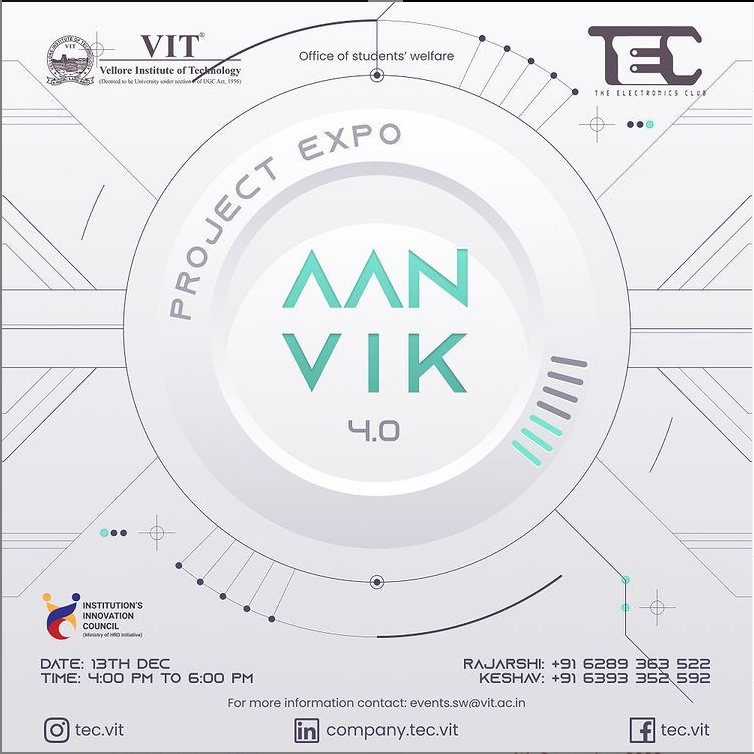 VIT®
Vellore Institute of Technology
(Deemed to be University under section 3 of UGC Act, 1956)
Office of students’ welfare
TEC
THE ELECTRONICS CLUB
PROJECT EXPO
AANVIK
4.0
INSTITUTION'S
INNOVATION
COUNCIL
(Ministry of HRD Initiative)
DATE: 13TH DEC
TIME: 4:00 PM TO 6:00 PM
RAJARSHI: +91 6289 363 522
KESHAV: +91 6393 352 592
For more information contact: events.sw@vit.ac.in
tec.vit
company.tec.vit
tec.vit